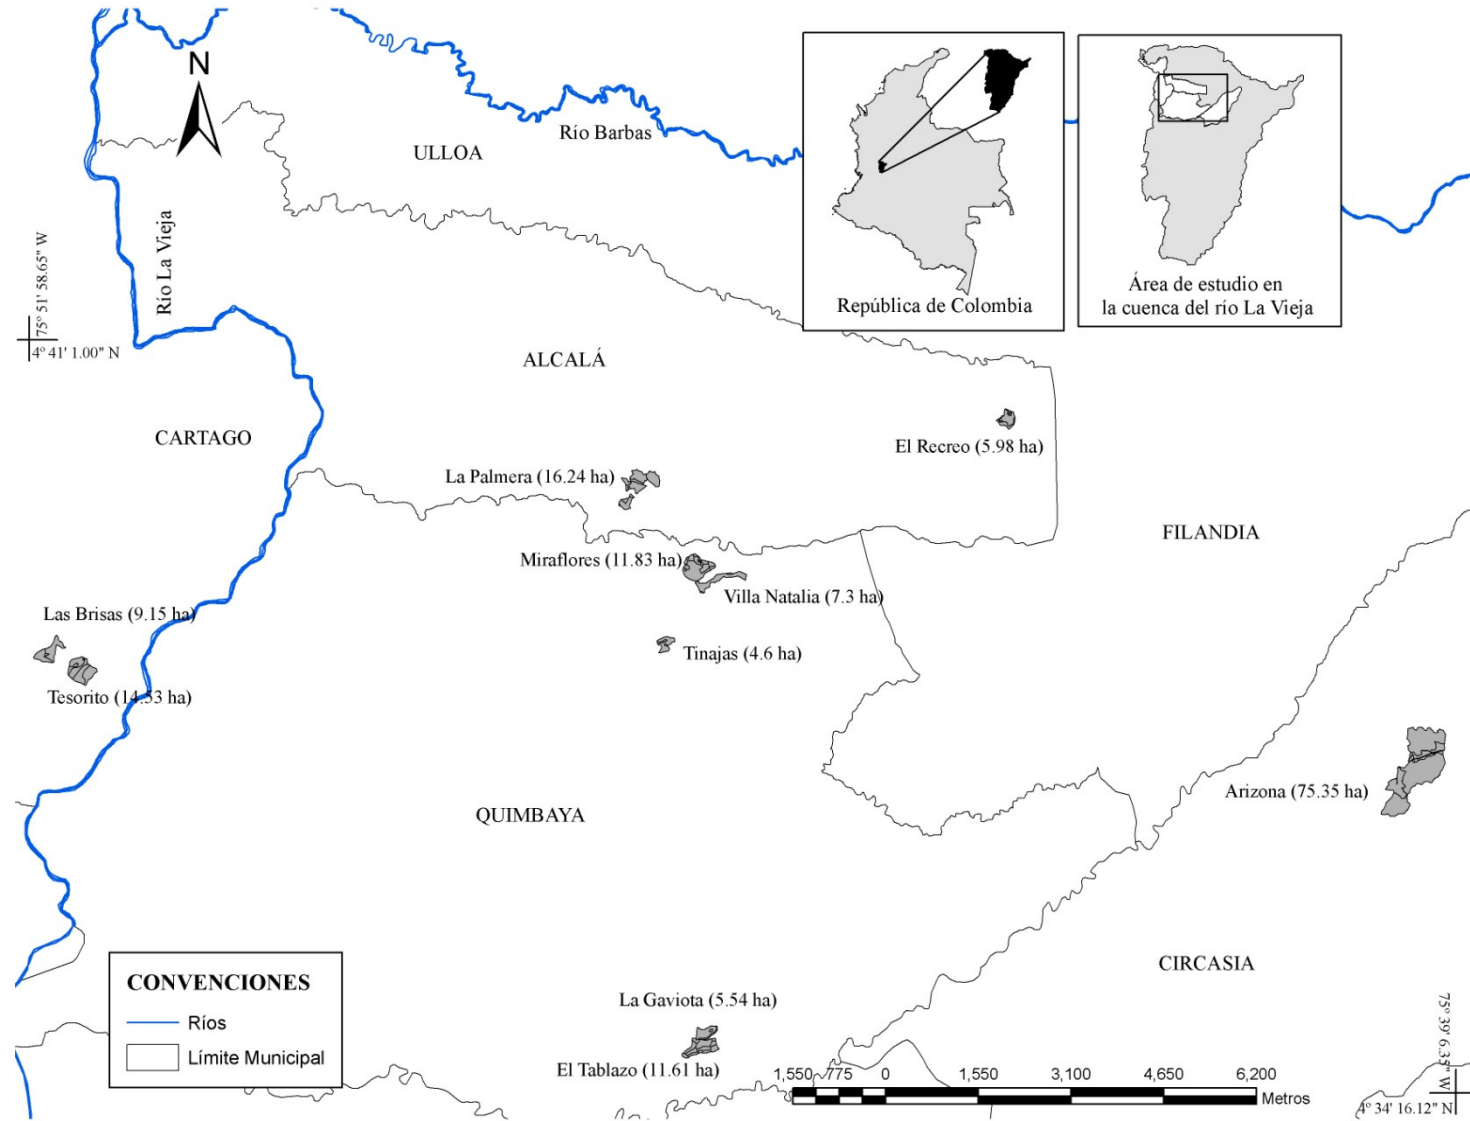 N
ULLOA
Río Barbas
Río La Vieja
República de Colombia
Área de estudio en
la cuenca del río La Vieja
75° 51' 58.65" W
4° 41' 1.00" N
ALCALÁ
CARTAGO
El Recreo (5.98 ha)
La Palmera (16.24 ha)
FILANDIA
Miraflores (11.83 ha)
Villa Natalia (7.3 ha)
Las Brisas (9.15 ha)
Tinajas (4.6 ha)
Tesorito (14.53 ha)
Arizona (75.35 ha)
QUIMBAYA
CIRCASIA
CONVENCIONES
Ríos
Límite Municipal
La Gaviota (5.54 ha)
El Tablazo (11.61 ha)
1,550 775 0 1,550 3,100 4,650 6,200
Metros
75° 39' 6.35" W
4° 34' 16.12" N